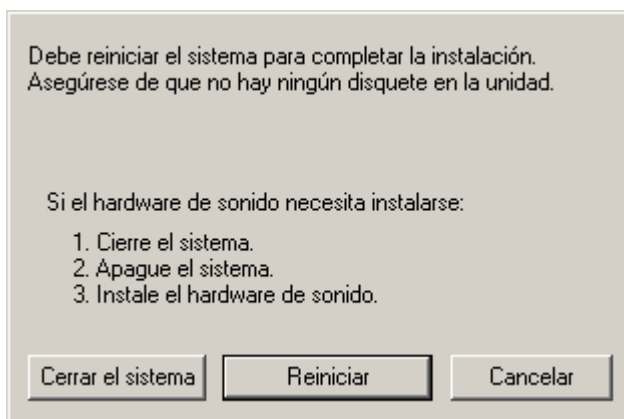 Debe reiniciar el sistema para completar la instalación.
Asegúrese de que no hay ningún disquete en la unidad.
Si el hardware de sonido necesita instalarse:
1. Cierre el sistema.
2. Apague el sistema.
3. Instale el hardware de sonido.
Cerrar el sistema Reiniciar Cancelar